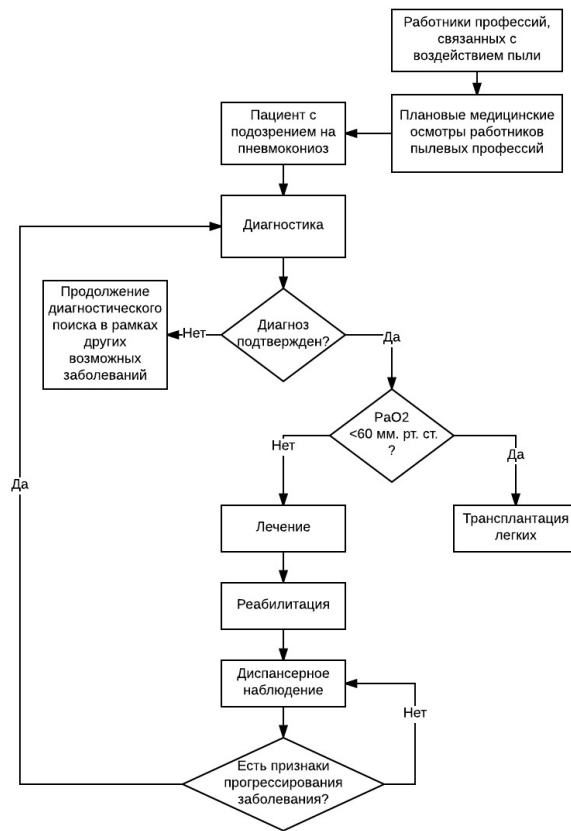 Работники профессий,
связанных с
воздействием пыли
Пациент с
подозрением на
пневмокониоз
Плановые медицинские
осмотры работников
пылевых профессий
Диагностика
Продолжение
диагностического
поиска в рамках
других
возможных
заболеваний
Нет
Диагноз
подтвержден?
Да
PaO2
<60 мм. рт. ст.
?
Нет
Да
Да
Лечение
Трансплантация
легких
Реабилитация
Диспансерное
наблюдение
Нет
Есть признаки
прогрессирования
заболевания?